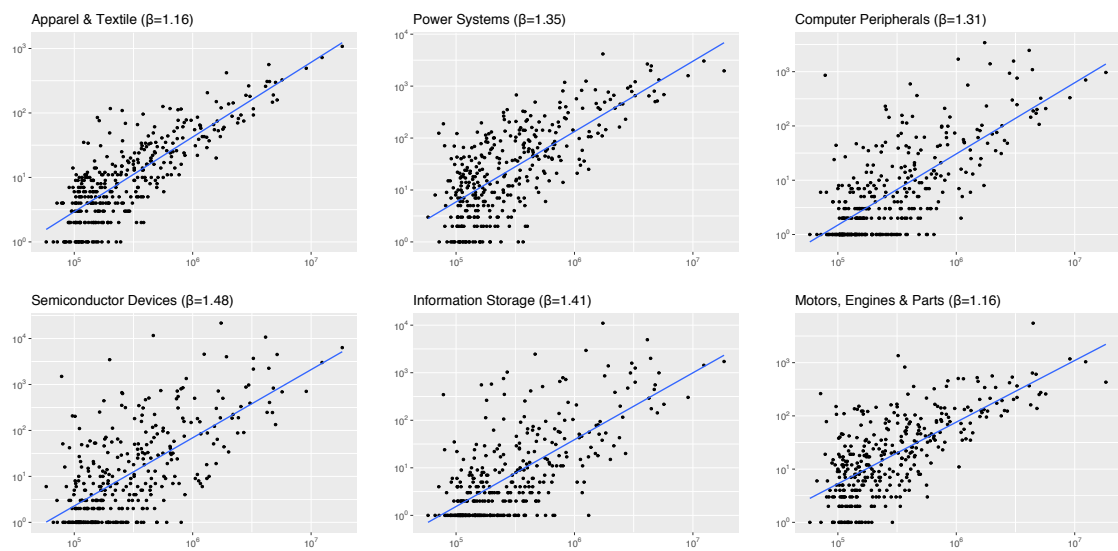 Apparel & Textile (β=1.16)
10³
10²
10¹
10⁰
10⁵ 10⁶ 10⁷
Power Systems (β=1.35)
10⁴
10³
10²
10¹
10⁰
10⁵ 10⁶ 10⁷
Computer Peripherals (β=1.31)
10³
10²
10¹
10⁰
10⁵ 10⁶ 10⁷
Semiconductor Devices (β=1.48)
10⁴
10³
10²
10¹
10⁰
10⁵ 10⁶ 10⁷
Information Storage (β=1.41)
10⁴
10³
10²
10¹
10⁰
10⁵ 10⁶ 10⁷
Motors, Engines & Parts (β=1.16)
10³
10²
10¹
10⁰
10⁵ 10⁶ 10⁷